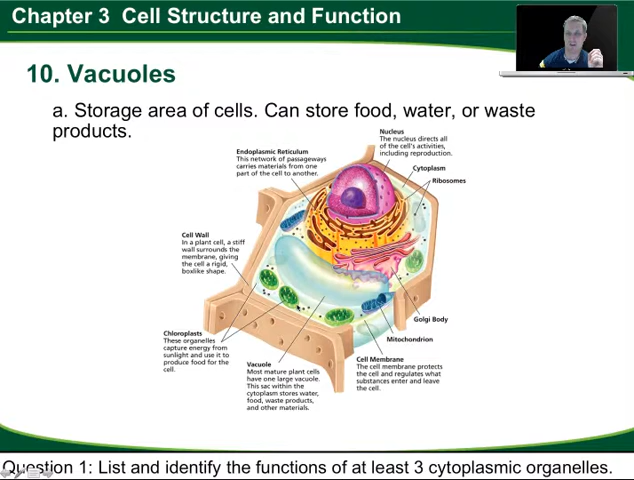 Chapter 3  Cell Structure and Function
10. Vacuoles
a. Storage area of cells. Can store food, water, or waste
products.
Nucleus
The nucleus directs all
of the cell's activities,
including reproduction.
Endoplasmic Reticulum
This network of passageways
carries materials from one
part of the cell to another.
Cytoplasm
Ribosomes
Cell Wall
In a plant cell, a stiff
wall surrounds the
membrane, giving
the cell a rigid,
boxlike shape.
Golgi Body
Mitochondrion
Chloroplasts
These organelles
capture energy from
sunlight and use it to
produce food for the
cell.
Vacuole
Most mature plant cells
have one large vacuole.
This sac within the
cytoplasm stores water,
food, waste products,
and other materials.
Cell Membrane
The cell membrane protects
the cell and regulates what
substances enter and leave
the cell.
Question 1: List and identify the functions of at least 3 cytoplasmic organelles.